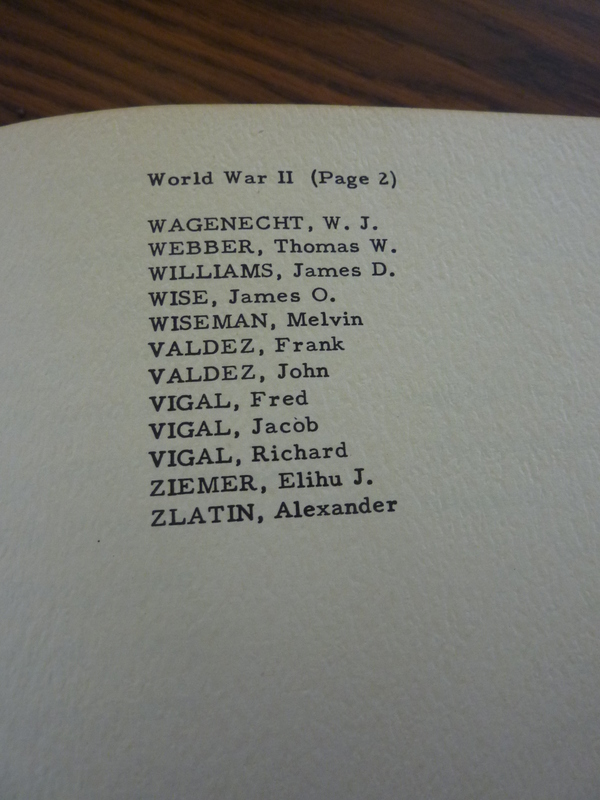 World War II (Page 2)
WAGENECHT, W. J.
WEBBER, Thomas W.
WILLIAMS, James D.
WISE, James O.
WISEMAN, Melvin
VALDEZ, Frank
VALDEZ, John
VIGAL, Fred
VIGAL, Jacob
VIGAL, Richard
ZIEMER, Elihu J.
ZLATIN, Alexander